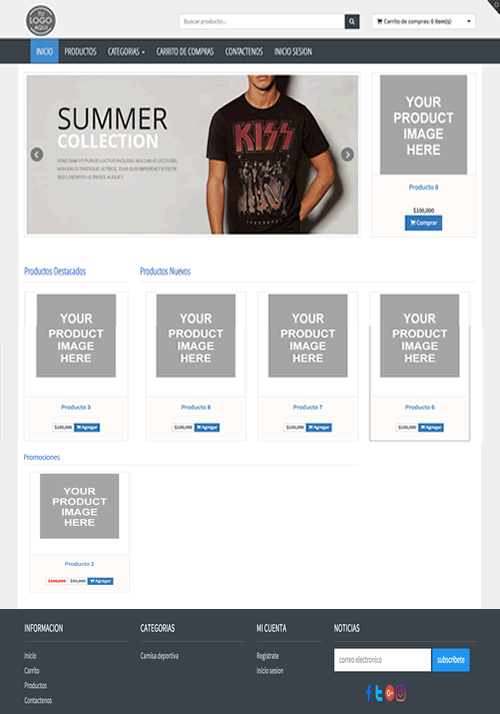 TU
LOGO
AQUI
Buscar producto...
Carrito de compras: 0 item(s)
INICIO PRODUCTOS CATEGORIAS CARRITO DE COMPRAS CONTACTENOS INICIO SESION
SUMMER
COLLECTION
VITAE DIAM UT PURUS LUCTUS FACILISIS. NULLAM AT LECTUS
NON EROS TRISTIQUE ULTRICE. DUIS QUIS IMPERDIET
SED LOBORTIS ULTRICES ALIQUET
KISS
YOUR
PRODUCT
IMAGE
HERE
Producto 8
$100,000
Comprar
Productos Destacados
Productos Nuevos
YOUR
PRODUCT
IMAGE
HERE
Producto 3
$100,000 Agregar
YOUR
PRODUCT
IMAGE
HERE
Producto 8
$100,000 Agregar
YOUR
PRODUCT
IMAGE
HERE
Producto 7
$100,000 Agregar
YOUR
PRODUCT
IMAGE
HERE
Producto 6
$100,000 Agregar
Promociones
YOUR
PRODUCT
IMAGE
HERE
Producto 2
$100,000 $50,000 Agregar
INFORMACION
Inicio
Carrito
Productos
Contactenos
CATEGORIAS
Camisa deportiva
MI CUENTA
Registrate
Inicio sesion
NOTICIAS
correo electronico
subscribete